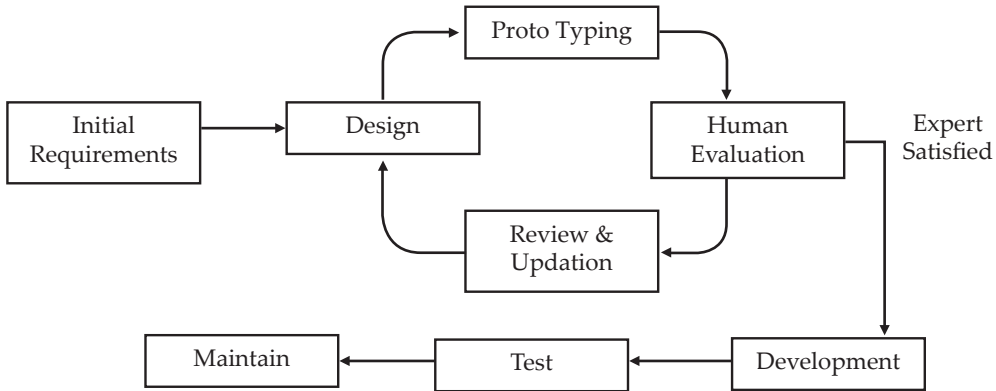 Proto Typing
Initial
Requirements
Design
Human
Evaluation
Expert
Satisfied
Review &
Updation
Maintain
Test
Development